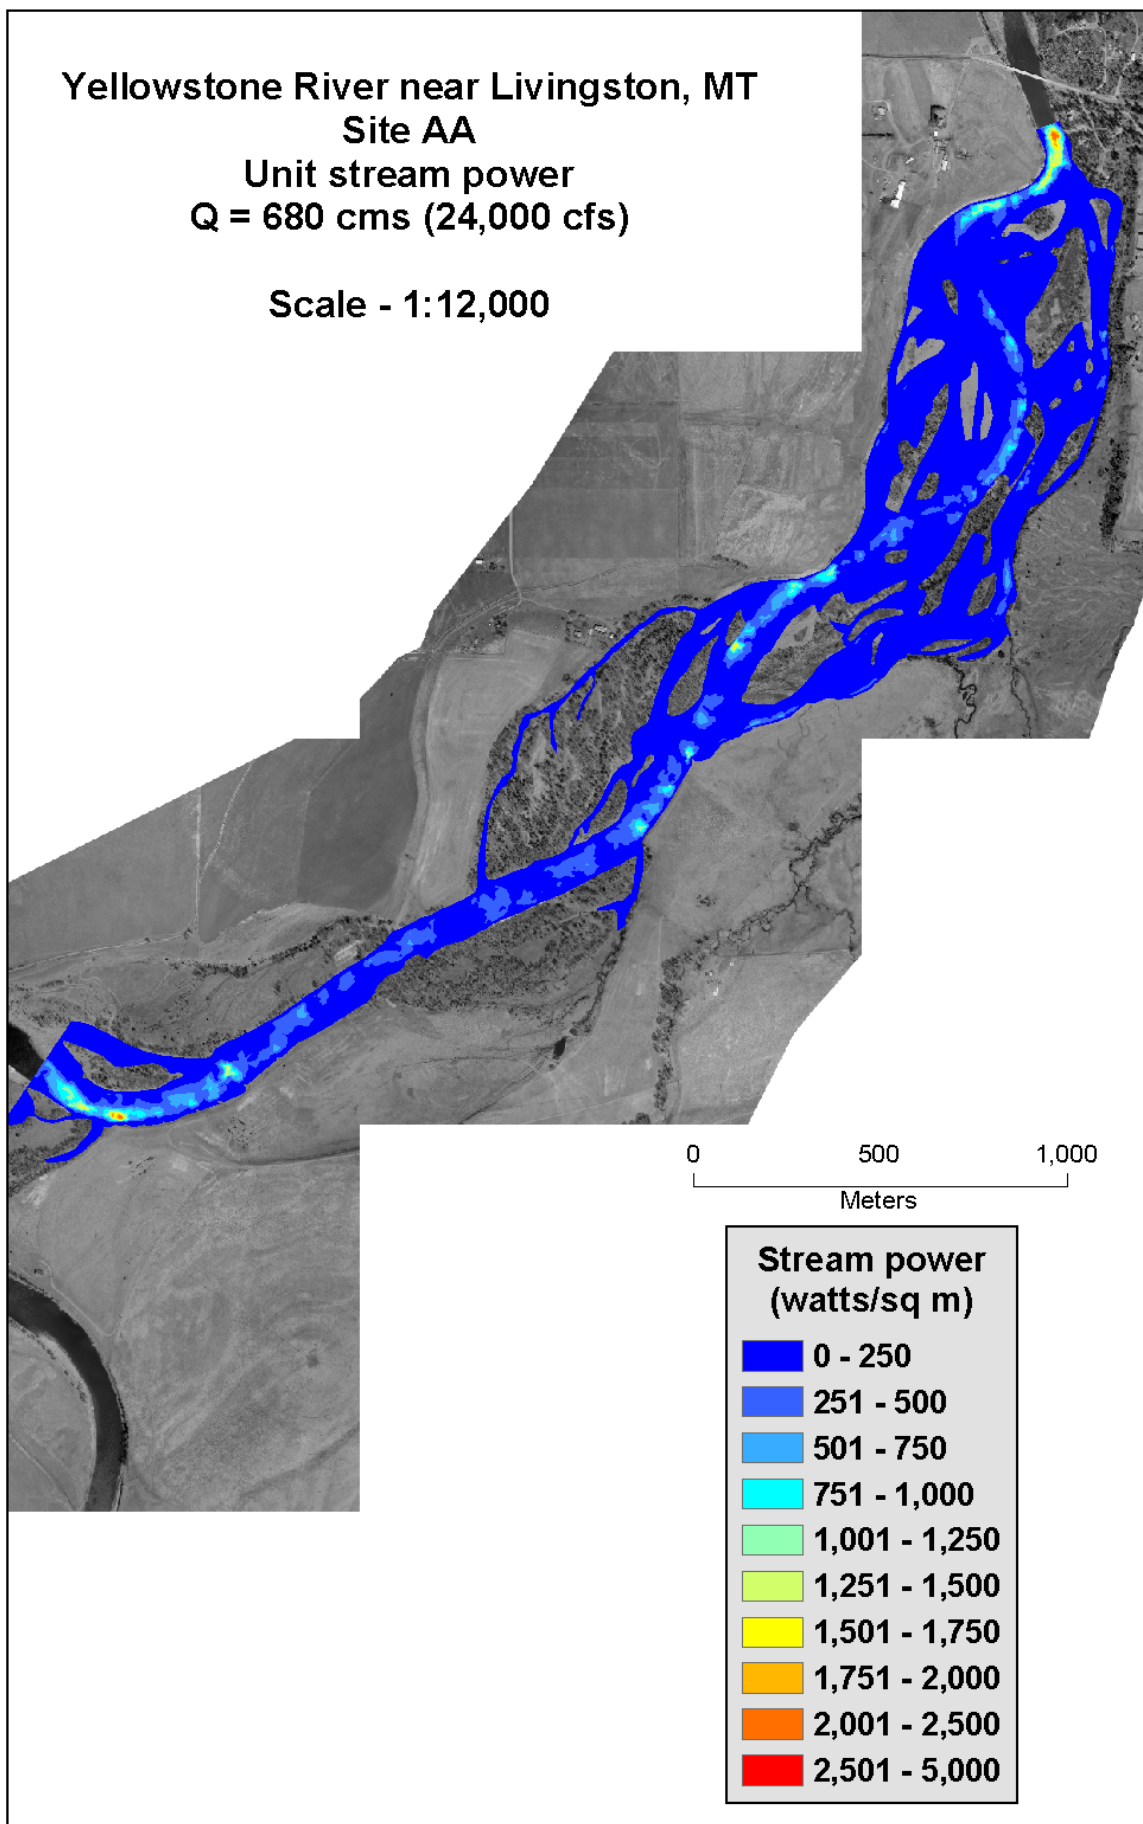 Yellowstone River near Livingston, MT
Site AA
Unit stream power
Q = 680 cms (24,000 cfs)
Scale - 1:12,000
0 500 1,000
Meters
Stream power
(watts/sq m)
0 - 250
251 - 500
501 - 750
751 - 1,000
1,001 - 1,250
1,251 - 1,500
1,501 - 1,750
1,751 - 2,000
2,001 - 2,500
2,501 - 5,000